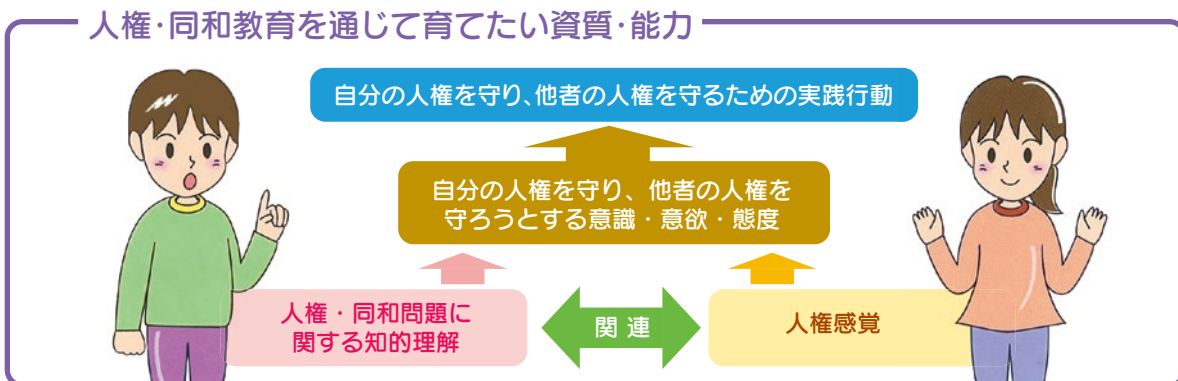 人権・同和教育を通じて育てたい資質・能力
自分の人権を守り、他者の人権を守るための実践行動
自分の人権を守り、他者の人権を
守ろうとする意識・意欲・態度
人権・同和問題に
関する知的理解
関連
人権感覚